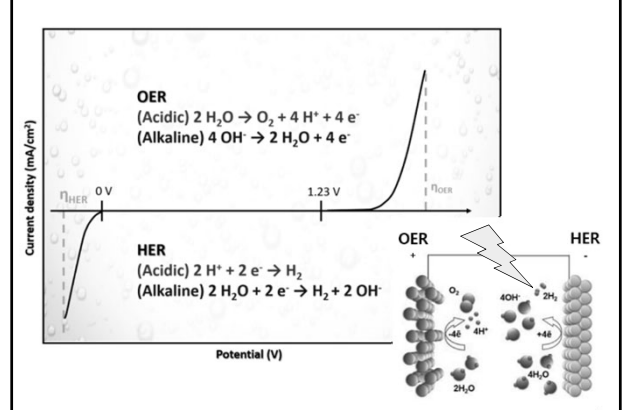 OER
(Acidic) 2 H₂O → O₂ + 4 H⁺ + 4 e⁻
(Alkaline) 4 OH⁻ → 2 H₂O + 4 e⁻
Current density (mA/cm²)
ηHER
0 V
1.23 V
ηOER
HER
(Acidic) 2 H⁺ + 2 e⁻ → H₂
(Alkaline) 2 H₂O + 2 e⁻ → H₂ + 2 OH⁻
Potential (V)
OER
HER
+
-
O₂
4OH⁻
2H₂
-4ē
4H⁺
+4ē
2H₂O
4H₂O